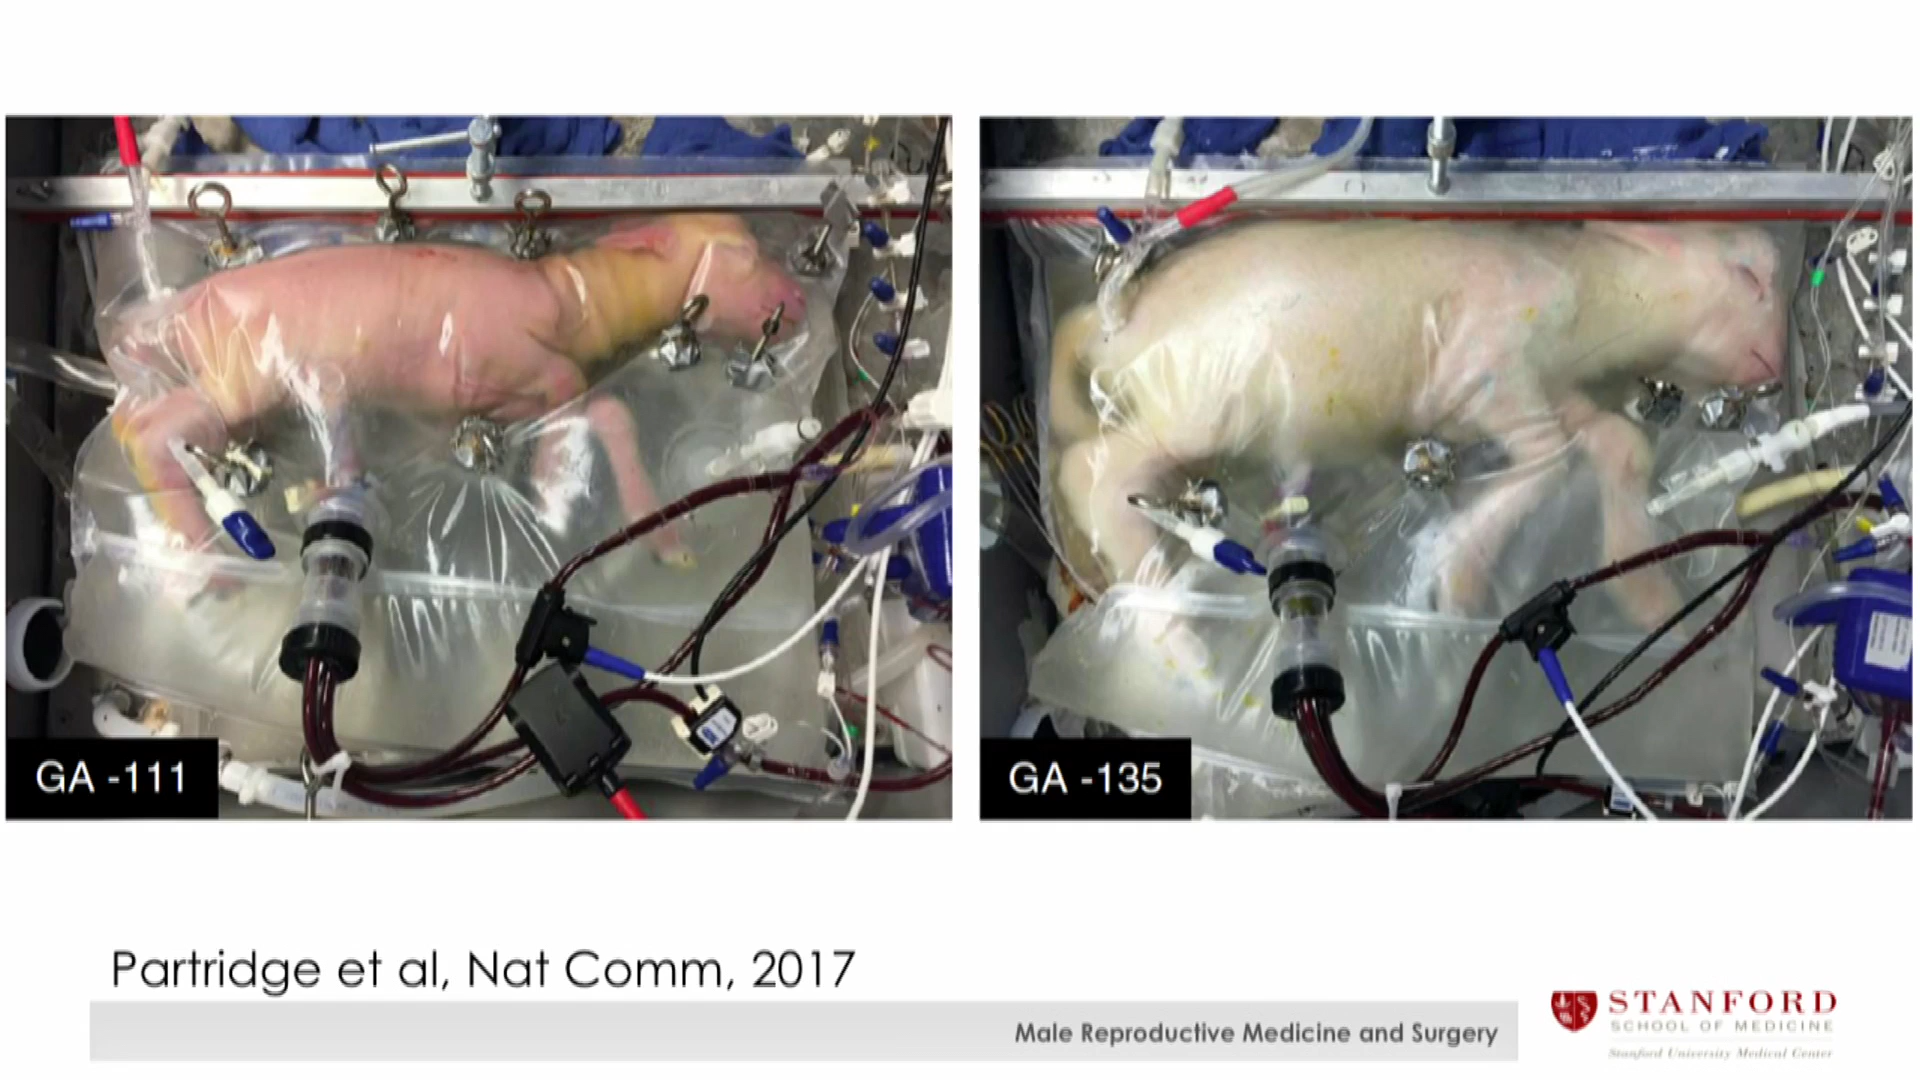 GA -111
GA -135
Partridge et al, Nat Comm, 2017
Male Reproductive Medicine and Surgery
STANFORD
SCHOOL OF MEDICINE
Stanford University Medical Center